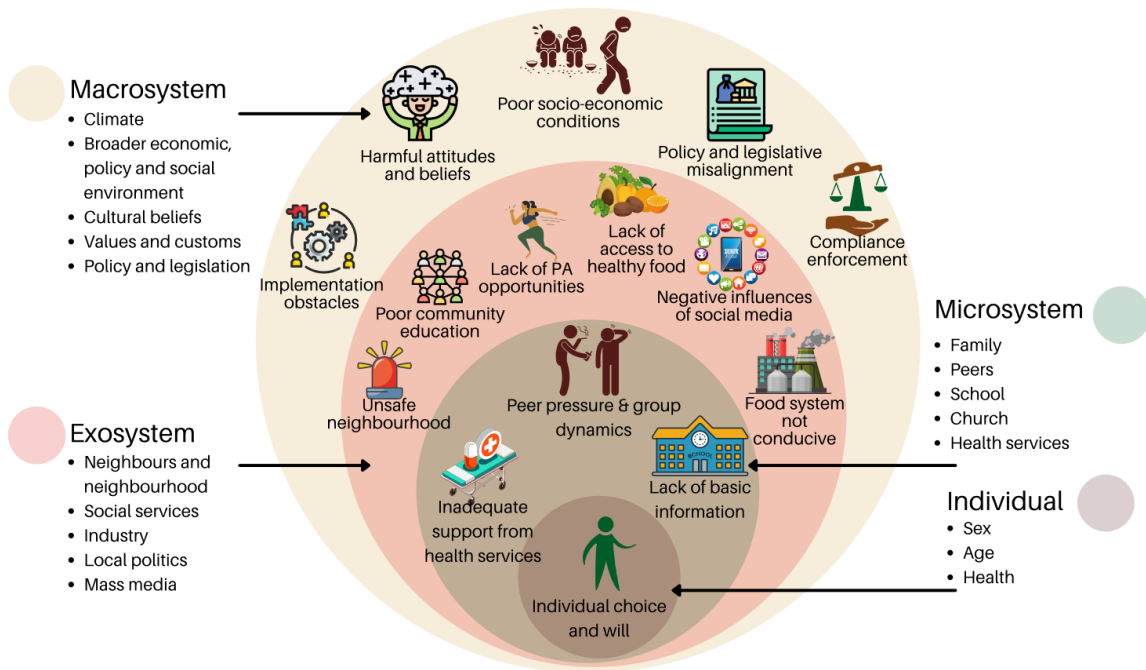 Macrosystem
• Climate
• Broader economic,
policy and social
environment
• Cultural beliefs
• Values and customs
• Policy and legislation
Exosystem
• Neighbours and
neighbourhood
• Social services
• Industry
• Local politics
• Mass media
Poor socio-economic
conditions
Harmful attitudes
and beliefs
Policy and legislative
misalignment
Compliance
enforcement
Implementation
obstacles
Lack of
access to
healthy food
Lack of PA
opportunities
Poor community
education
Negative influences
of social media
Unsafe
neighbourhood
Food system
not
conducive
Peer pressure & group
dynamics
SCHOOL
Lack of basic
information
Inadequate
support from
health services
Individual choice
and will
Microsystem
• Family
• Peers
• School
• Church
• Health services
Individual
• Sex
• Age
• Health